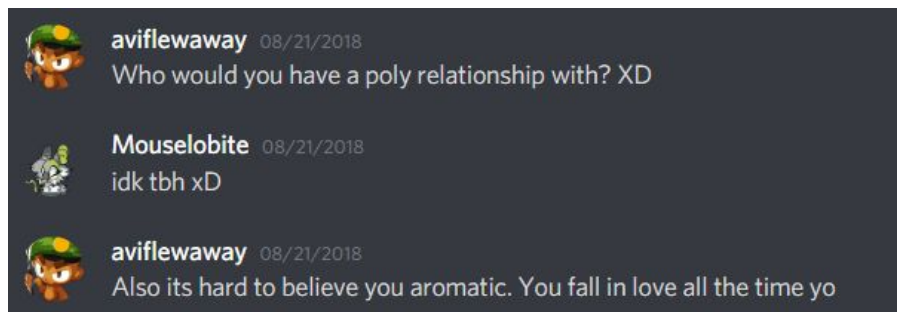 aviflewaway 08/21/2018
Who would you have a poly relationship with? XD
Mouselobite 08/21/2018
idk tbh xD
aviflewaway 08/21/2018
Also its hard to believe you aromatic. You fall in love all the time yo